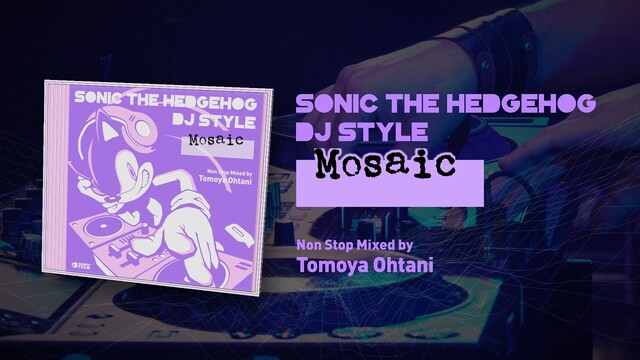 SONIC THE HEDGEHOG
DJ STYLE
Mosaic
Non Stop Mixed by
Tomoya Ohtani
SONIC THE HEDGEHOG
DJ STYLE
Mosaic
Non Stop Mixed by
Tomoya Ohtani